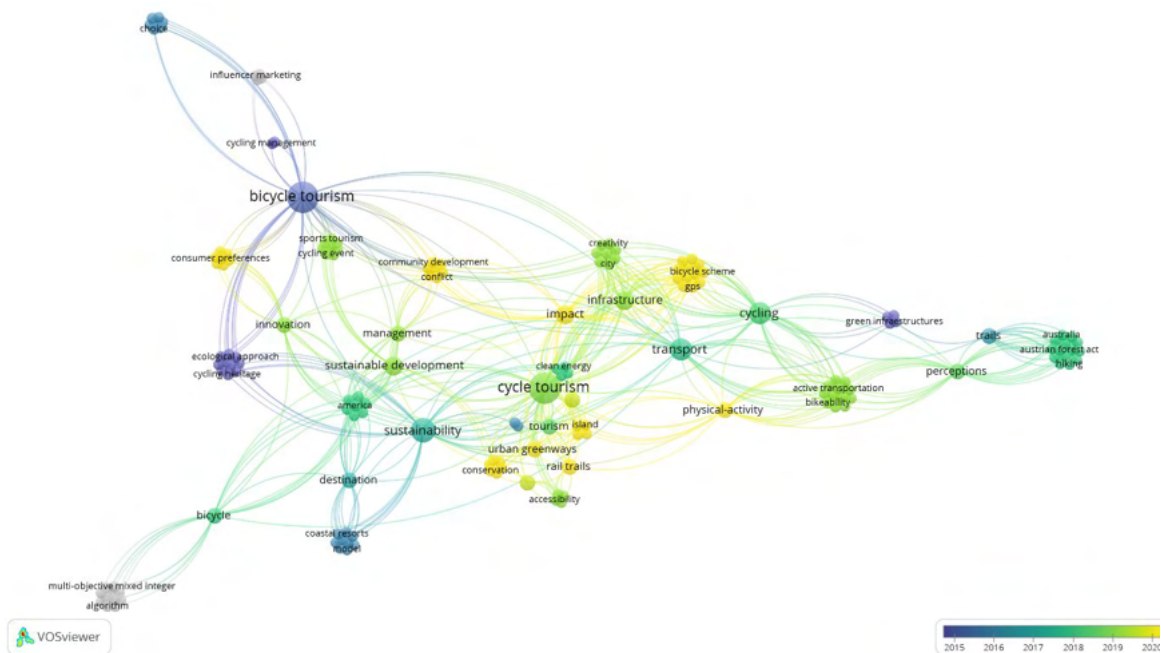 choice
influencer marketing
cycling management
bicycle tourism
sports tourism
cycling event
consumer preferences
community development
conflict
creativity
city
bicycle scheme
gps
infrastructure
impact
cycling
green infraestructures
innovation
management
trails
australia
austrian forest act
hiking
transport
ecological approach
cycling heritage
sustainable development
clean energy
perceptions
cycle tourism
active transportation
bikeability
america
physical-activity
sustainability
tourism
island
urban greenways
conservation
rail trails
destination
accessibility
bicycle
coastal resorts
model
multi-objective mixed integer
algorithm
VOSviewer
2015 2016 2017 2018 2019 2020